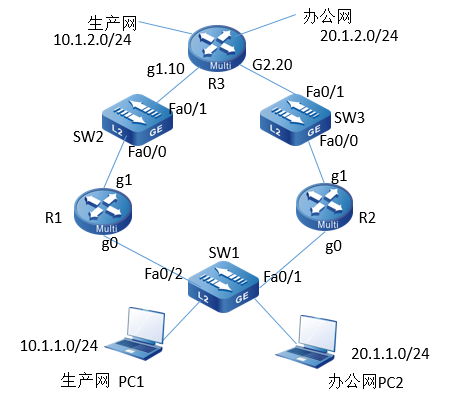 生产网
10.1.2.0/24
办公网
20.1.2.0/24
Multi
R3
g1.10
G2.20
Fa0/1
L2 GE
SW2
Fa0/0
Fa0/1
L2 GE
SW3
Fa0/0
g1
Multi
R1
g0
g1
Multi
R2
g0
SW1
Fa0/2
L2 GE
Fa0/1
10.1.1.0/24
生产网 PC1
20.1.1.0/24
办公网PC2